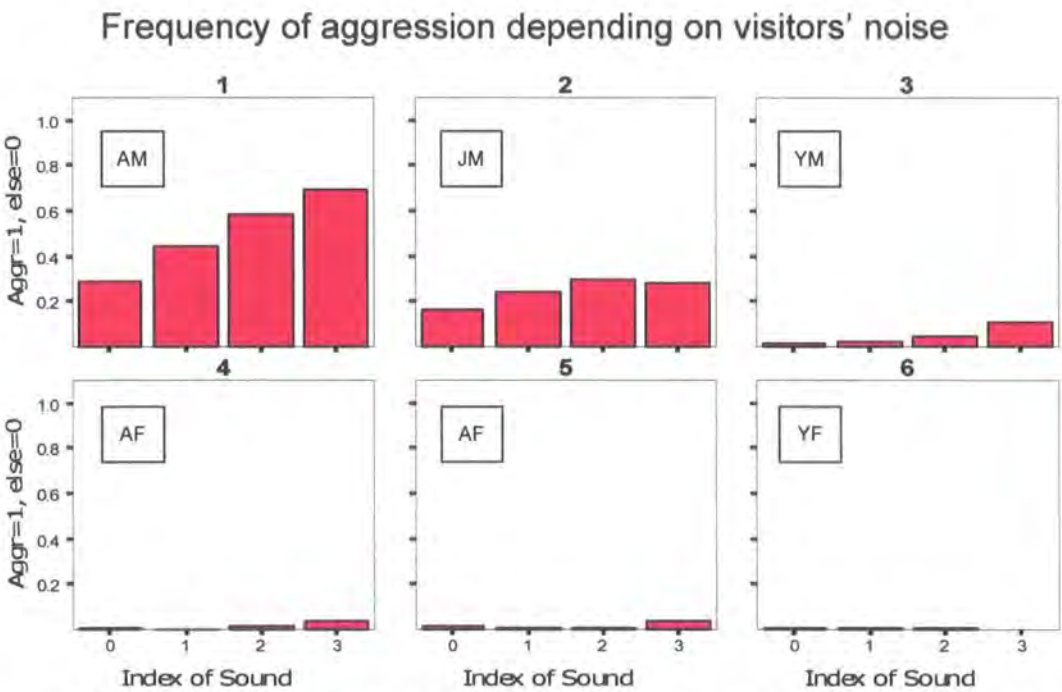 Frequency of aggression depending on visitors' noise
1 2 3
Aggr=1, else=0
1.0
0.8
0.6
0.4
0.2
AM JM YM
4 5 6
Aggr=1, else=0
1.0
0.8
0.6
0.4
0.2
AF AF YF
0 1 2 3 0 1 2 3 0 1 2 3
Index of Sound Index of Sound Index of Sound